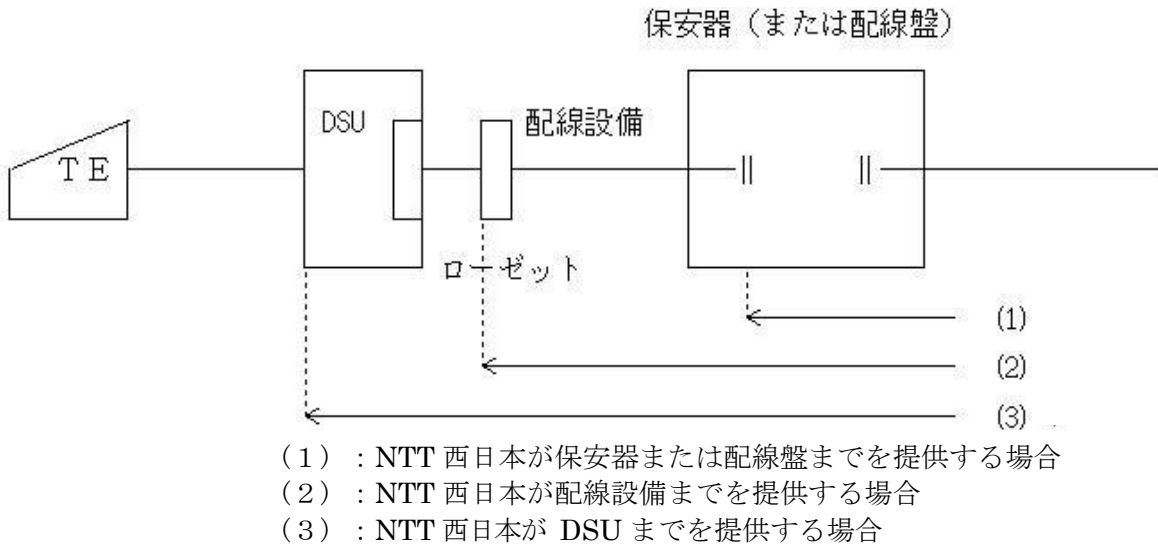 保安器（または配線盤）
DSU
配線設備
ＴＥ
ローゼット
(1)
(2)
(3)
（１）：NTT 西日本が保安器または配線盤までを提供する場合
（２）：NTT 西日本が配線設備までを提供する場合
（３）：NTT 西日本が DSU までを提供する場合